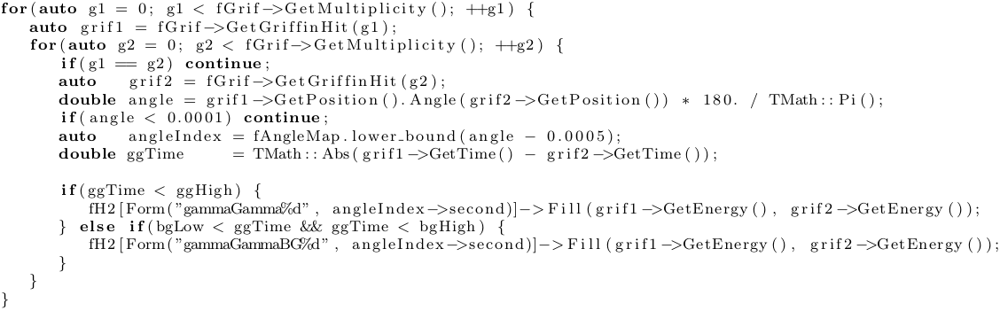 for(auto g1 = 0; g1 < fGrif->GetMultiplicity(); ++g1) {
   auto grif1 = fGrif->GetGriffinHit(g1);
   for(auto g2 = 0; g2 < fGrif->GetMultiplicity(); ++g2) {
      if(g1 == g2) continue;
      auto   grif2 = fGrif->GetGriffinHit(g2);
      double angle = grif1->GetPosition().Angle(grif2->GetPosition()) * 180. / TMath::Pi();
      if(angle < 0.0001) continue;
      auto   angleIndex = fAngleMap.lower_bound(angle - 0.0005);
      double ggTime     = TMath::Abs(grif1->GetTime() - grif2->GetTime());

      if(ggTime < ggHigh) {
         fH2[Form("gammaGamma%d", angleIndex->second)]->Fill(grif1->GetEnergy(), grif2->GetEnergy());
      } else if(bgLow < ggTime && ggTime < bgHigh) {
         fH2[Form("gammaGammaBG%d", angleIndex->second)]->Fill(grif1->GetEnergy(), grif2->GetEnergy());
      }
   }
}